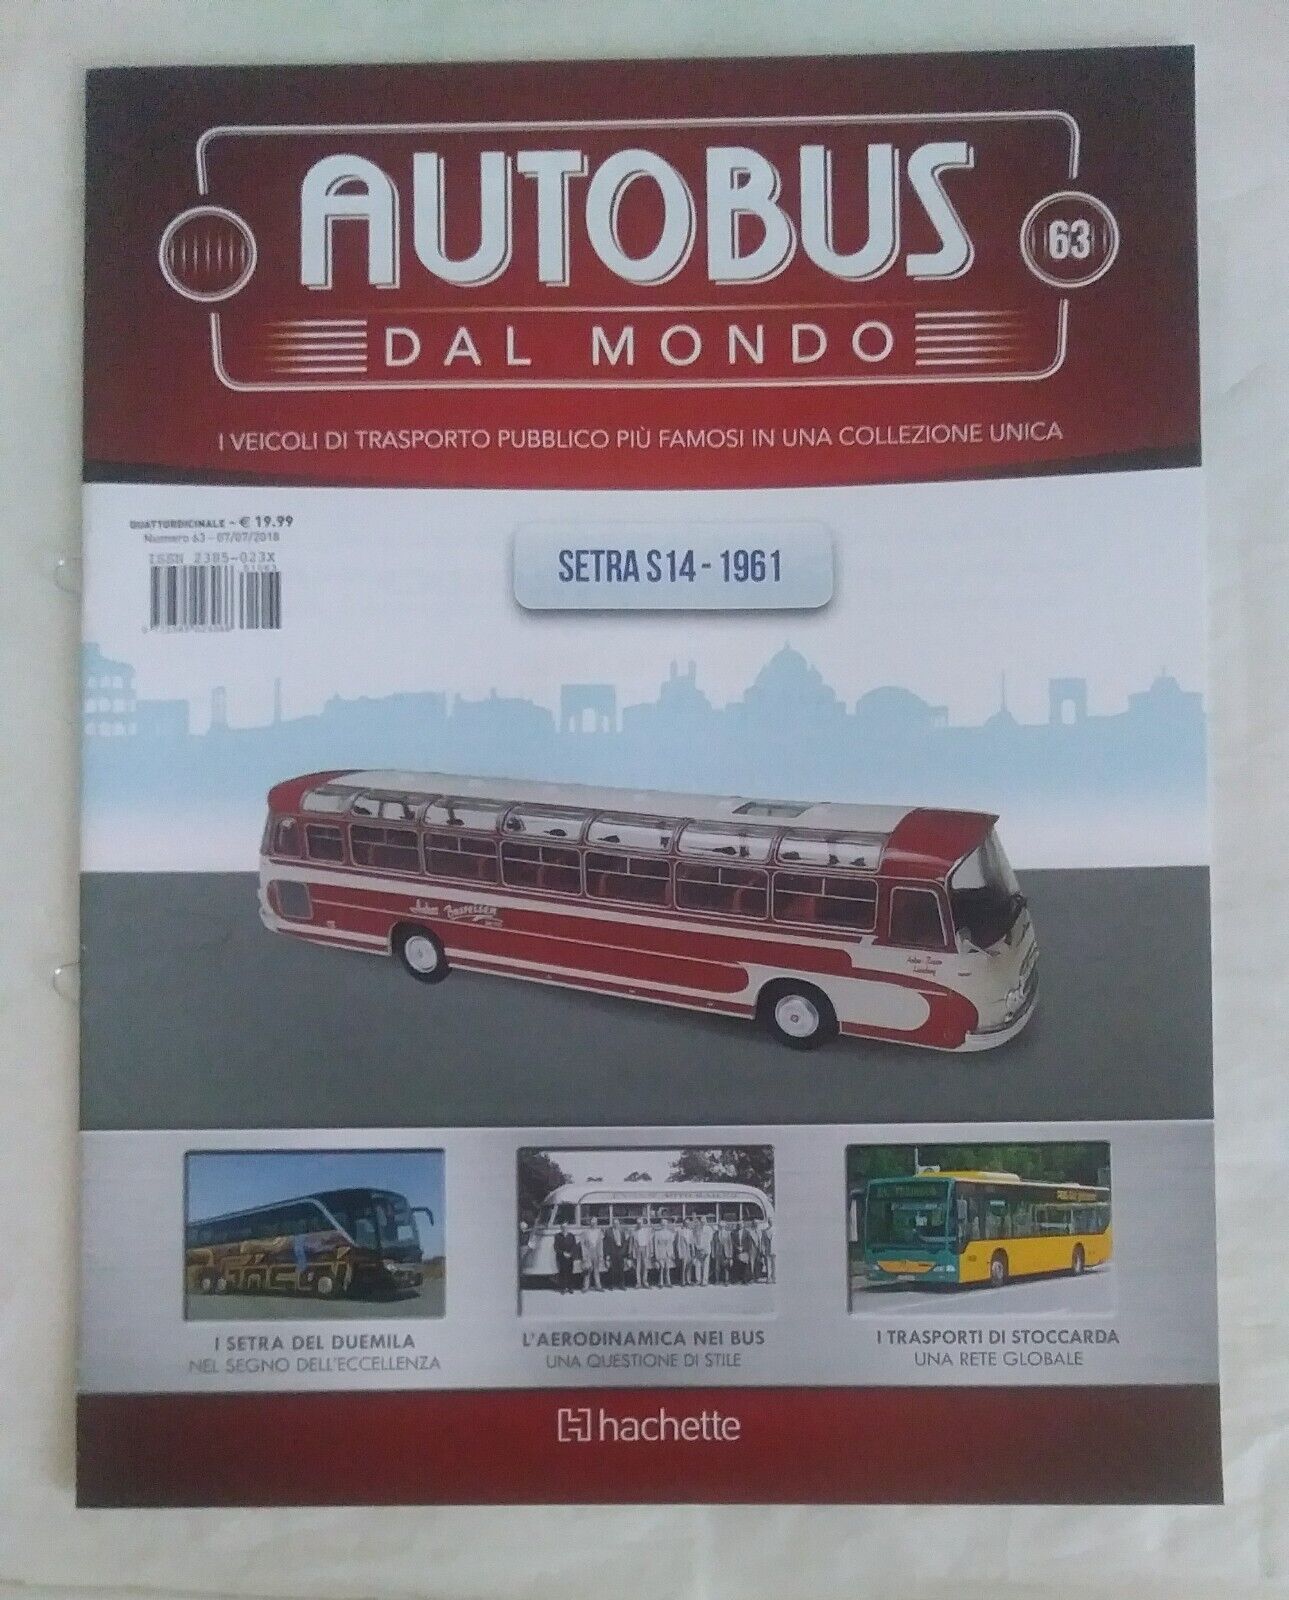 AUTOBUS
63
DAL MONDO
I VEICOLI DI TRASPORTO PUBBLICO PIÙ FAMOSI IN UNA COLLEZIONE UNICA
QUATTORDICINALE - € 19.99
Numero 63 - 07/07/2018
ISSN 2385-023X
SETRA S14 - 1961
I SETRA DEL DUEMILA
NEL SEGNO DELL'ECCELLENZA
L'AERODINAMICA NEI BUS
UNA QUESTIONE DI STILE
I TRASPORTI DI STOCCARDA
UNA RETE GLOBALE
hachette